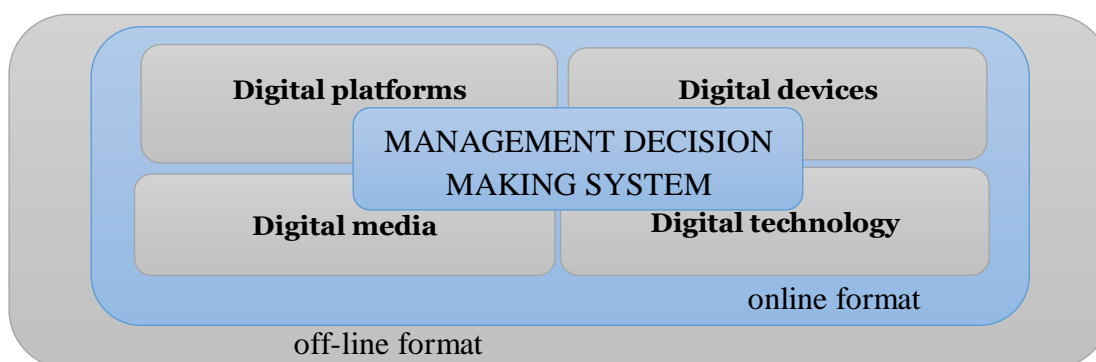 Digital platforms
Digital devices
MANAGEMENT DECISION
MAKING SYSTEM
Digital media
Digital technology
online format
off-line format